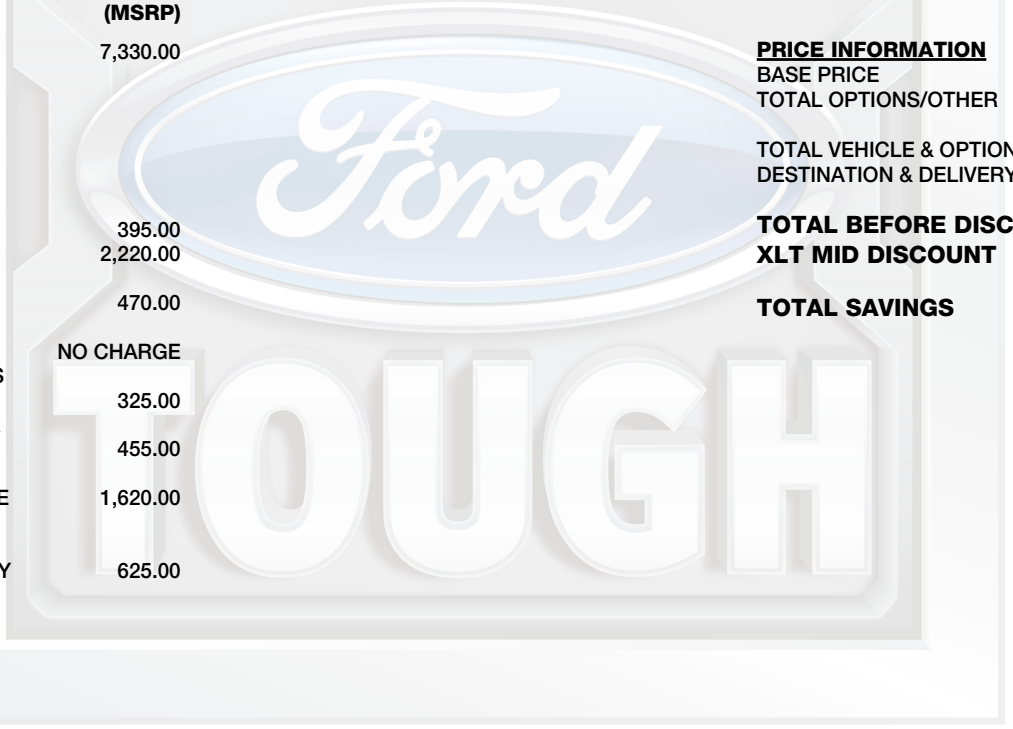 (MSRP)
7,330.00
395.00
2,220.00
470.00
NO CHARGE
S
325.00
455.00
E 1,620.00
Y 625.00
PRICE INFORMATION
BASE PRICE
TOTAL OPTIONS/OTHER
TOTAL VEHICLE & OPTION
DESTINATION & DELIVERY
TOTAL BEFORE DISC
XLT MID DISCOUNT
TOTAL SAVINGS
Ford
TOUGH